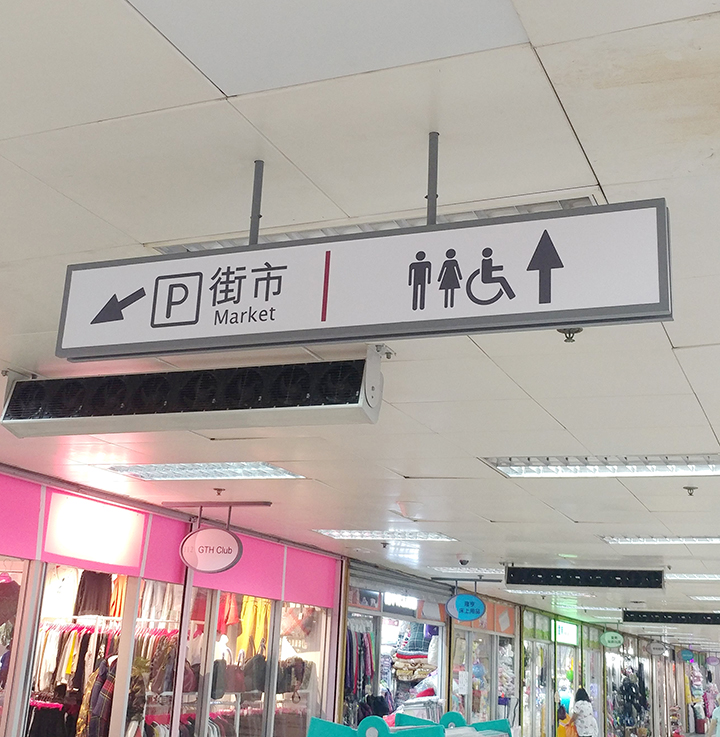 P 街市
Market
GTH Club